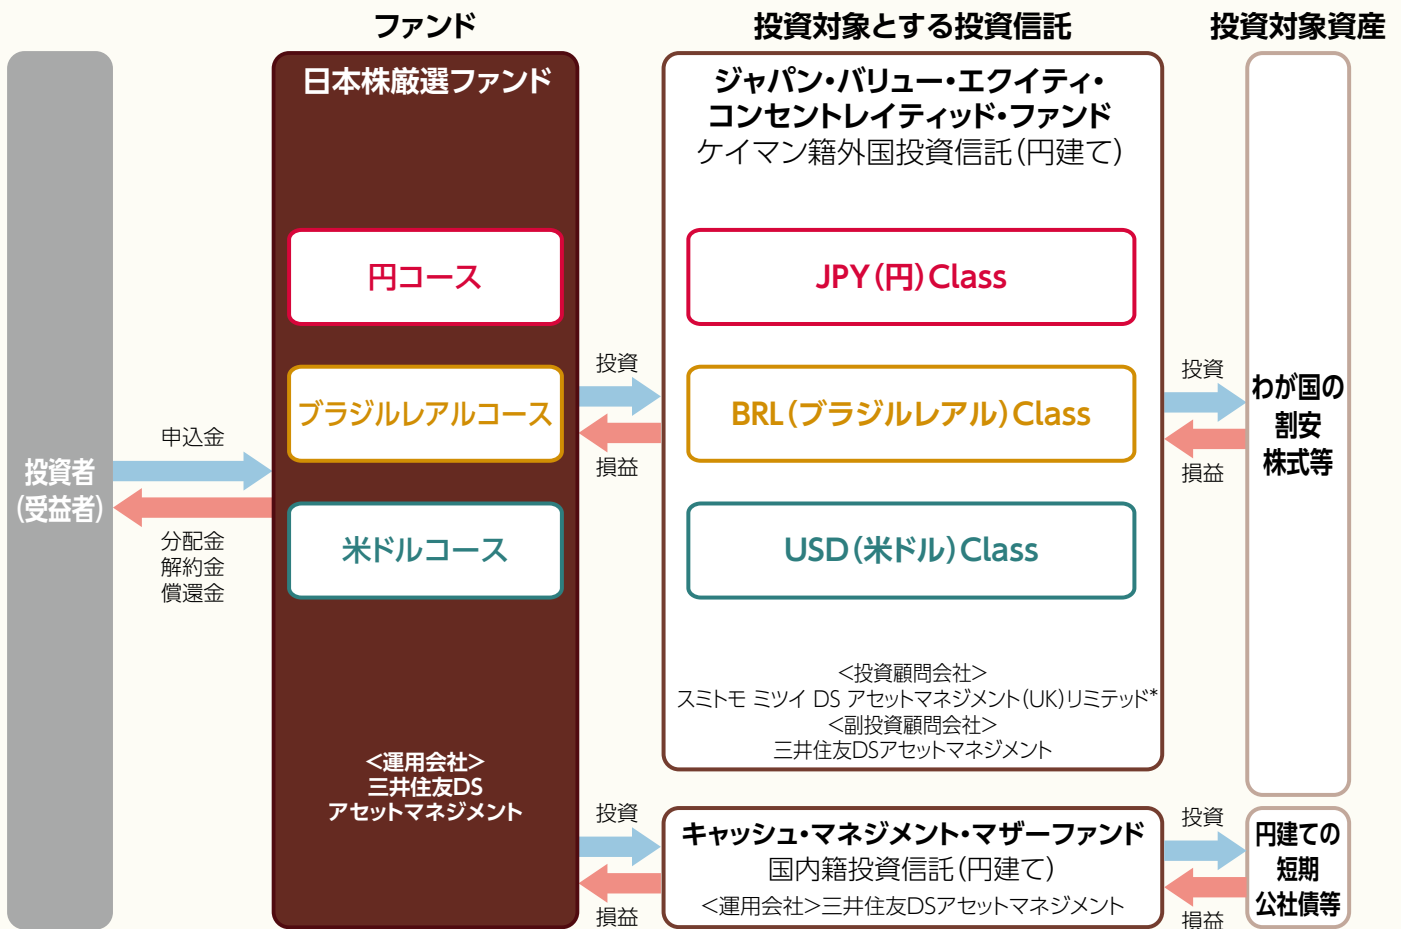 ファンド
投資対象とする投資信託
投資対象資産
投資者
(受益者)
申込金
分配金
解約金
償還金
日本株厳選ファンド
円コース
ブラジルレアルコース
米ドルコース
<運用会社>
三井住友DS
アセットマネジメント
投資
損益
投資
損益
ジャパン・バリュー・エクイティ・
コンセントレイティッド・ファンド
ケイマン籍外国投資信託(円建て)
JPY(円)Class
BRL(ブラジルレアル)Class
USD(米ドル)Class
<投資顧問会社>
スミトモ ミツイ DS アセットマネジメント(UK)リミテッド*
<副投資顧問会社>
三井住友DSアセットマネジメント
キャッシュ・マネジメント・マザーファンド
国内籍投資信託(円建て)
<運用会社>三井住友DSアセットマネジメント
投資
損益
投資
損益
わが国の
割安
株式等
円建ての
短期
公社債等